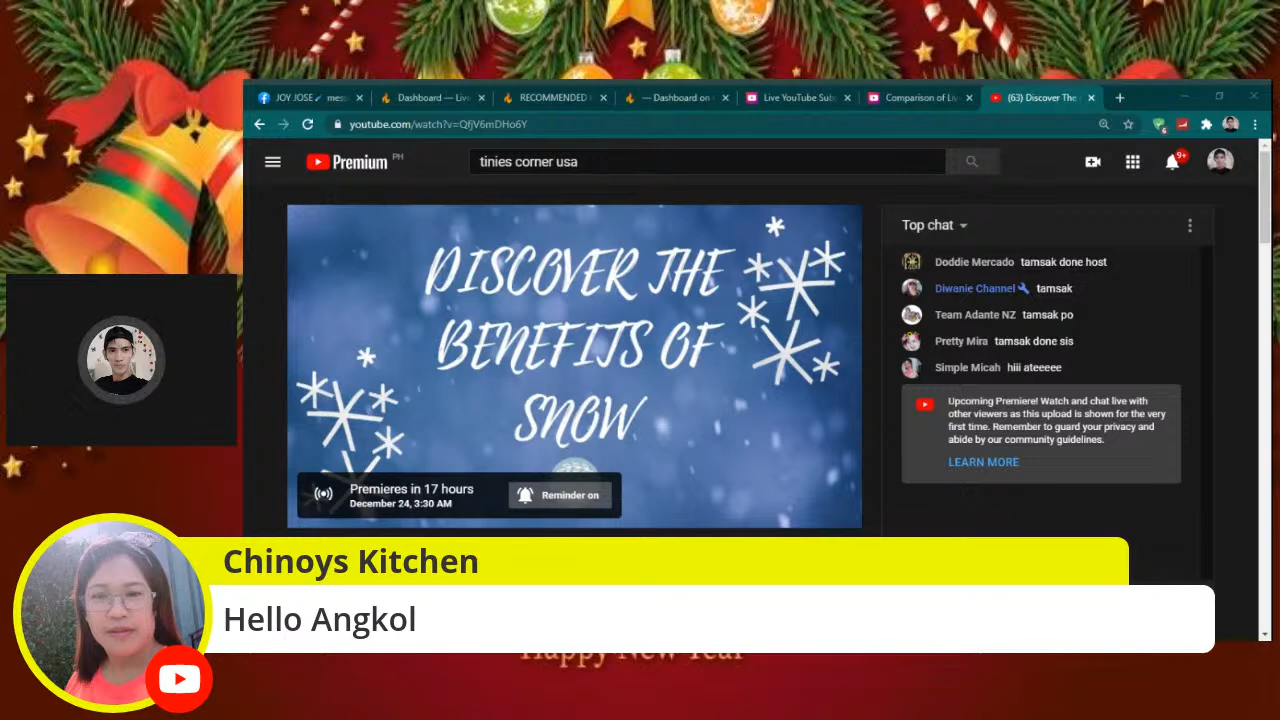 JOY JOSE
Dashboard — Live
RECOMMENDED
— Dashboard on
Live YouTube Sub
Comparison of Live
(63) Discover The
youtube.com/watch?v=QfjV6mDHo6Y
Premium PH
tinies corner usa
9+
DISCOVER THE
BENEFITS OF
SNOW
Premieres in 17 hours
December 24, 3:30 AM
Reminder on
Top chat
Doddie Mercado tamsak done host
Diwanie Channel tamsak
Team Adante NZ tamsak po
Pretty Mira tamsak done sis
Simple Micah hiii ateeeee
Upcoming Premiere! Watch and chat live with
other viewers as this upload is shown for the very
first time. Remember to guard your privacy and
abide by our community guidelines.
LEARN MORE
Chinoys Kitchen
Hello Angkol
Happy New Year